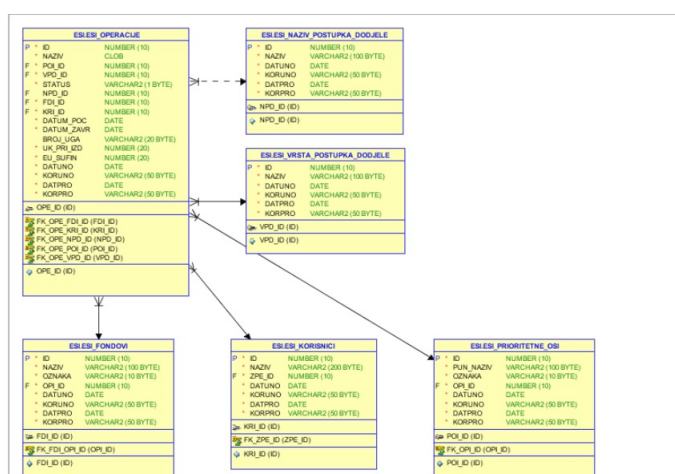 ESI.ESI_OPERACIJE
P * ID NUMBER (10)
* NAZIV CLOB
F * POI_ID NUMBER (10)
F * VPD_ID NUMBER (10)
* STATUS VARCHAR2 (1 BYTE)
F * NPD_ID NUMBER (10)
F * FDI_ID NUMBER (10)
F * KRI_ID NUMBER (10)
* DATUM_POC DATE
* DATUM_ZAVR DATE
BROJ_UGA VARCHAR2 (20 BYTE)
* UK_PRI_IZD NUMBER (20)
* EU_SUFIN NUMBER (20)
* DATUNO DATE
* KORUNO VARCHAR2 (50 BYTE)
* DATPRO DATE
* KORPRO VARCHAR2 (50 BYTE)
OPE_ID (ID)
FK_OPE_FDI_ID (FDI_ID)
FK_OPE_KRI_ID (KRI_ID)
FK_OPE_NPD_ID (NPD_ID)
FK_OPE_POI_ID (POI_ID)
FK_OPE_VPD_ID (VPD_ID)
OPE_ID (ID)
ESI.ESI_NAZIV_POSTUPKA_DODJELE
P * ID NUMBER (10)
* NAZIV VARCHAR2 (100 BYTE)
* DATUNO DATE
* KORUNO VARCHAR2 (50 BYTE)
* DATPRO DATE
* KORPRO VARCHAR2 (50 BYTE)
NPD_ID (ID)
NPD_ID (ID)
ESI.ESI_VRSTA_POSTUPKA_DODJELE
P * ID NUMBER (10)
* NAZIV VARCHAR2 (100 BYTE)
* DATUNO DATE
* KORUNO VARCHAR2 (50 BYTE)
* DATPRO DATE
* KORPRO VARCHAR2 (50 BYTE)
VPD_ID (ID)
VPD_ID (ID)
ESI.ESI_FONDOVI
P * ID NUMBER (10)
* NAZIV VARCHAR2 (100 BYTE)
* OZNAKA VARCHAR2 (10 BYTE)
F * OPI_ID NUMBER (10)
* DATUNO DATE
* KORUNO VARCHAR2 (50 BYTE)
* DATPRO DATE
* KORPRO VARCHAR2 (50 BYTE)
FDI_ID (ID)
FK_FDI_OPI_ID (OPI_ID)
FDI_ID (ID)
ESI.ESI_KORISNICI
P * ID NUMBER (10)
* NAZIV VARCHAR2 (200 BYTE)
F * ZPE_ID NUMBER (10)
* DATUNO DATE
* KORUNO VARCHAR2 (50 BYTE)
* DATPRO DATE
* KORPRO VARCHAR2 (50 BYTE)
KRI_ID (ID)
FK_ZPE_ID (ZPE_ID)
KRI_ID (ID)
ESI.ESI_PRIORITETNE_OSI
P * ID NUMBER (10)
* PUN_NAZIV VARCHAR2 (100 BYTE)
* OZNAKA VARCHAR2 (10 BYTE)
F * OPI_ID NUMBER (10)
* DATUNO DATE
* KORUNO VARCHAR2 (50 BYTE)
* DATPRO DATE
* KORPRO VARCHAR2 (50 BYTE)
POI_ID (ID)
FK_OPI_ID (OPI_ID)
POI_ID (ID)